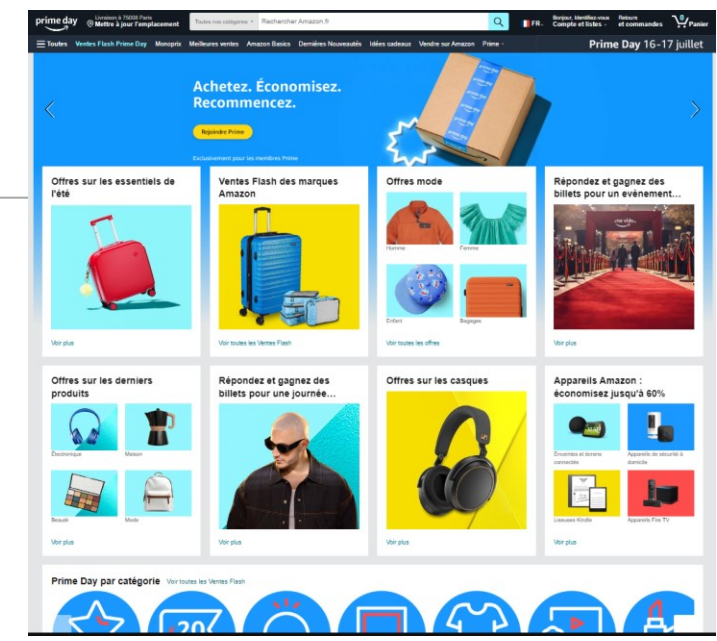 prime day
Livraison à 75008 Paris
Mettre à jour l'emplacement
Toutes nos catégories
Rechercher Amazon.fr
FR
Bonjour, Identifiez-vous
Compte et listes
Retours
et commandes
0
Panier
Toutes
Ventes Flash Prime Day
Monoprix
Meilleures ventes
Amazon Basics
Dernières Nouveautés
Idées cadeaux
Vendre sur Amazon
Prime
Prime Day 16-17 juillet
Achetez. Économisez.
Recommencez.
Rejoindre Prime
Exclusivement pour les membres Prime
Offres sur les essentiels de
l'été
Voir plus
Ventes Flash des marques
Amazon
Voir toutes les Ventes Flash
Offres mode
Homme
Femme
Enfant
Bagages
Voir toutes les offres
Répondez et gagnez des
billets pour un evènement…
Voir plus
Offres sur les derniers
produits
Électronique
Maison
Beauté
Mode
Voir plus
Répondez et gagnez des
billets pour une journée…
Voir plus
Offres sur les casques
Voir plus
Appareils Amazon :
économisez jusqu'à 60%
Enceintes et écrans
connectés
Appareils de sécurité à
domicile
Liseuses Kindle
Appareils Fire TV
Voir plus
Prime Day par catégorie
Voir toutes les Ventes Flash
20